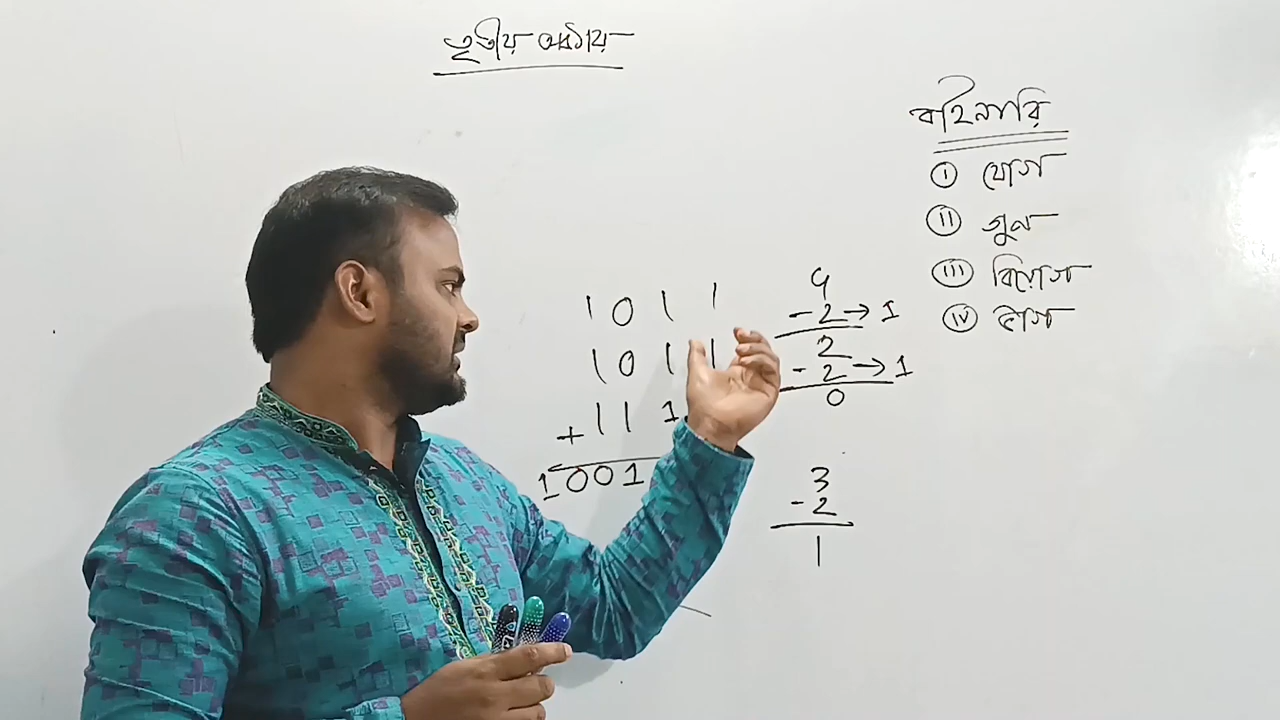 তৃতীয় অধ্যায়
বাইনারি
i যোগ
ii গুন
iii বিয়োগ
iv ভাগ
1 0 1 1
1 0 1 1
+ 1 1 1
1 0 0 1
4
- 2 → 1
2
- 2 → 1
0
3
- 2
1